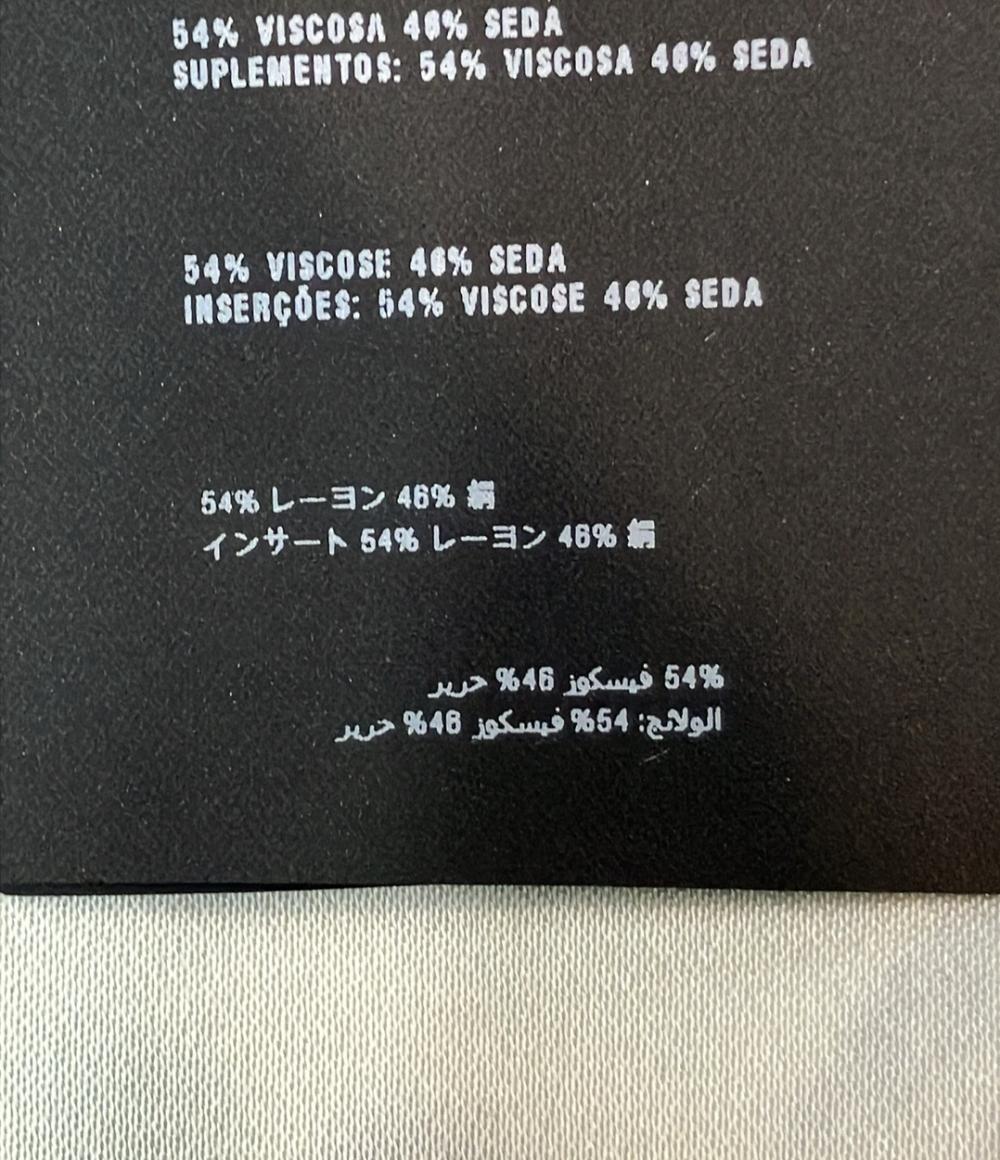 54% VISCOSA 46% SEDA
SUPLEMENTOS: 54% VISCOSA 46% SEDA
54% VISCOSE 46% SEDA
INSERÇÕES: 54% VISCOSE 46% SEDA
54% レーヨン 46% 絹
インサート 54% レーヨン 46% 絹
54% فيسكوز 46% حرير
الولائج: 54% فيسكوز 46% حرير